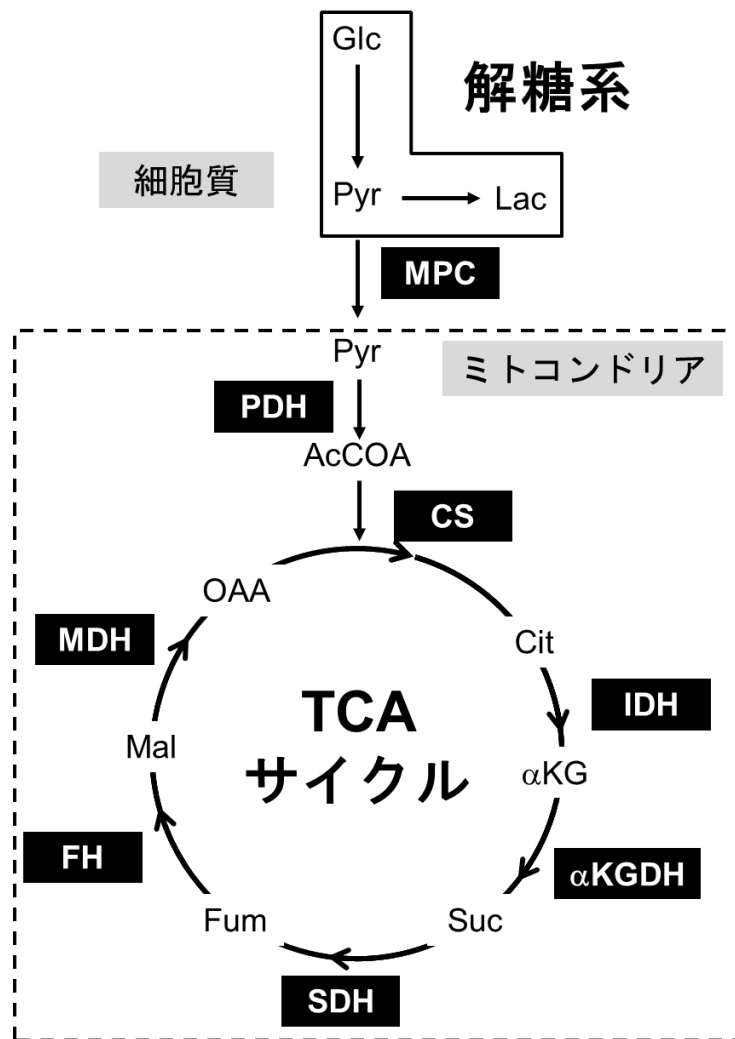 Glc
解糖系
細胞質
Pyr
Lac
MPC
Pyr
ミトコンドリア
PDH
AcCOA
CS
OAA
MDH
Cit
IDH
TCA
サイクル
Mal
αKG
FH
αKGDH
Fum
Suc
SDH